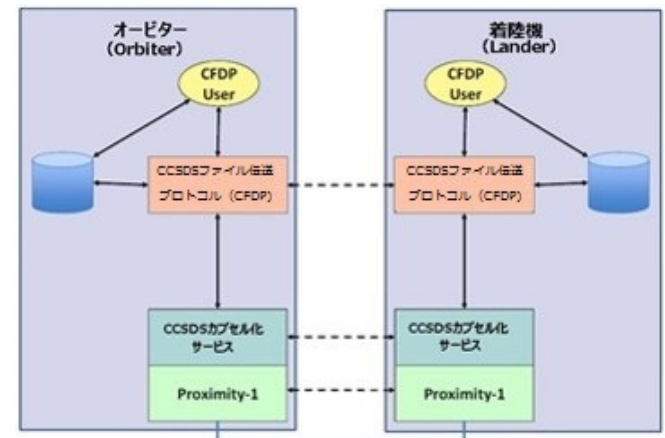 オービター
（Orbiter）
CFDP
User
CCSDSファイル伝送
プロトコル（CFDP)
CCSDSカプセル化
サービス
Proximity-1
着陸機
（Lander）
CFDP
User
CCSDSファイル伝送
プロトコル（CFDP)
CCSDSカプセル化
サービス
Proximity-1